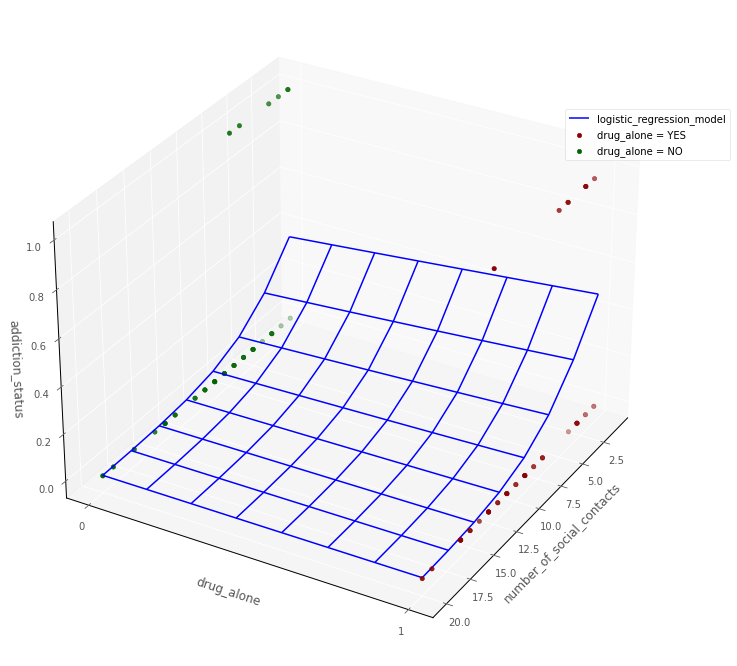 logistic_regression_model
drug_alone = YES
drug_alone = NO
1.0
0.8
0.6
0.4
0.2
0.0
addiction_status
0
1
drug_alone
2.5
5.0
7.5
10.0
12.5
15.0
17.5
20.0
number_of_social_contacts